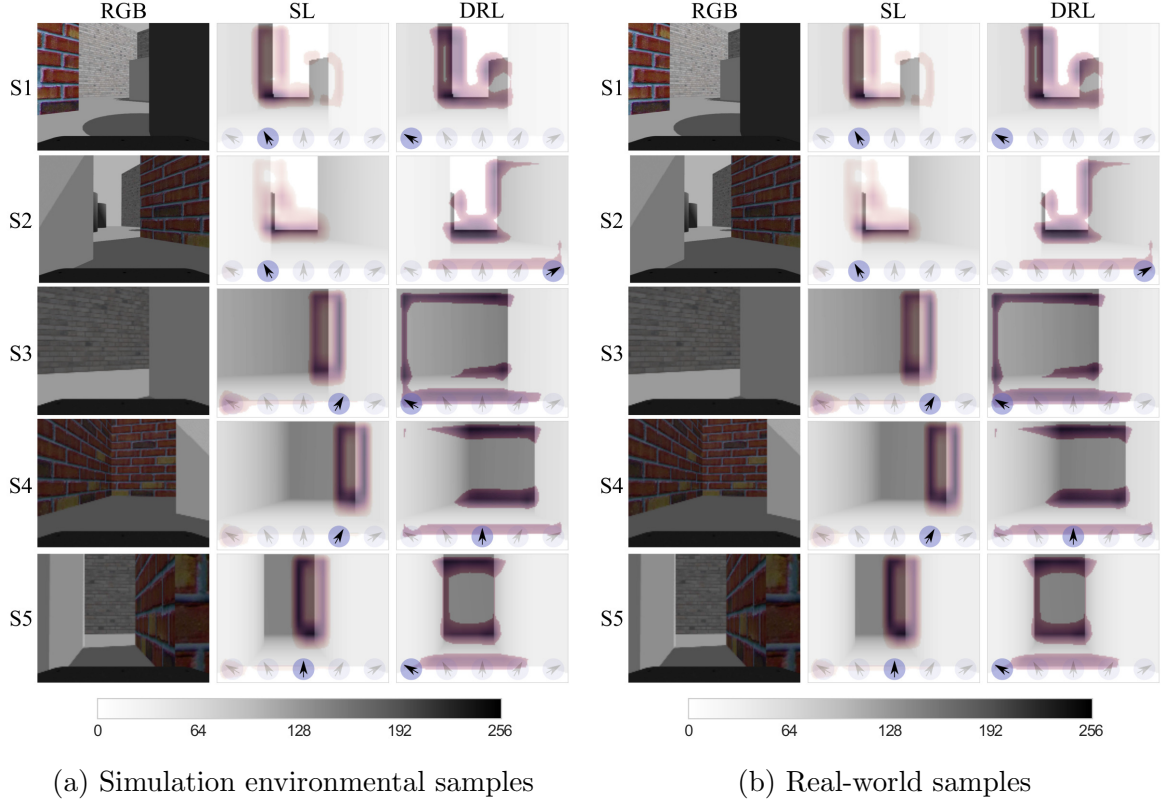 RGB SL DRL RGB SL DRL
S1 S1
S2 S2
S3 S3
S4 S4
S5 S5
0 64 128 192 256 0 64 128 192 256
(a) Simulation environmental samples (b) Real-world samples